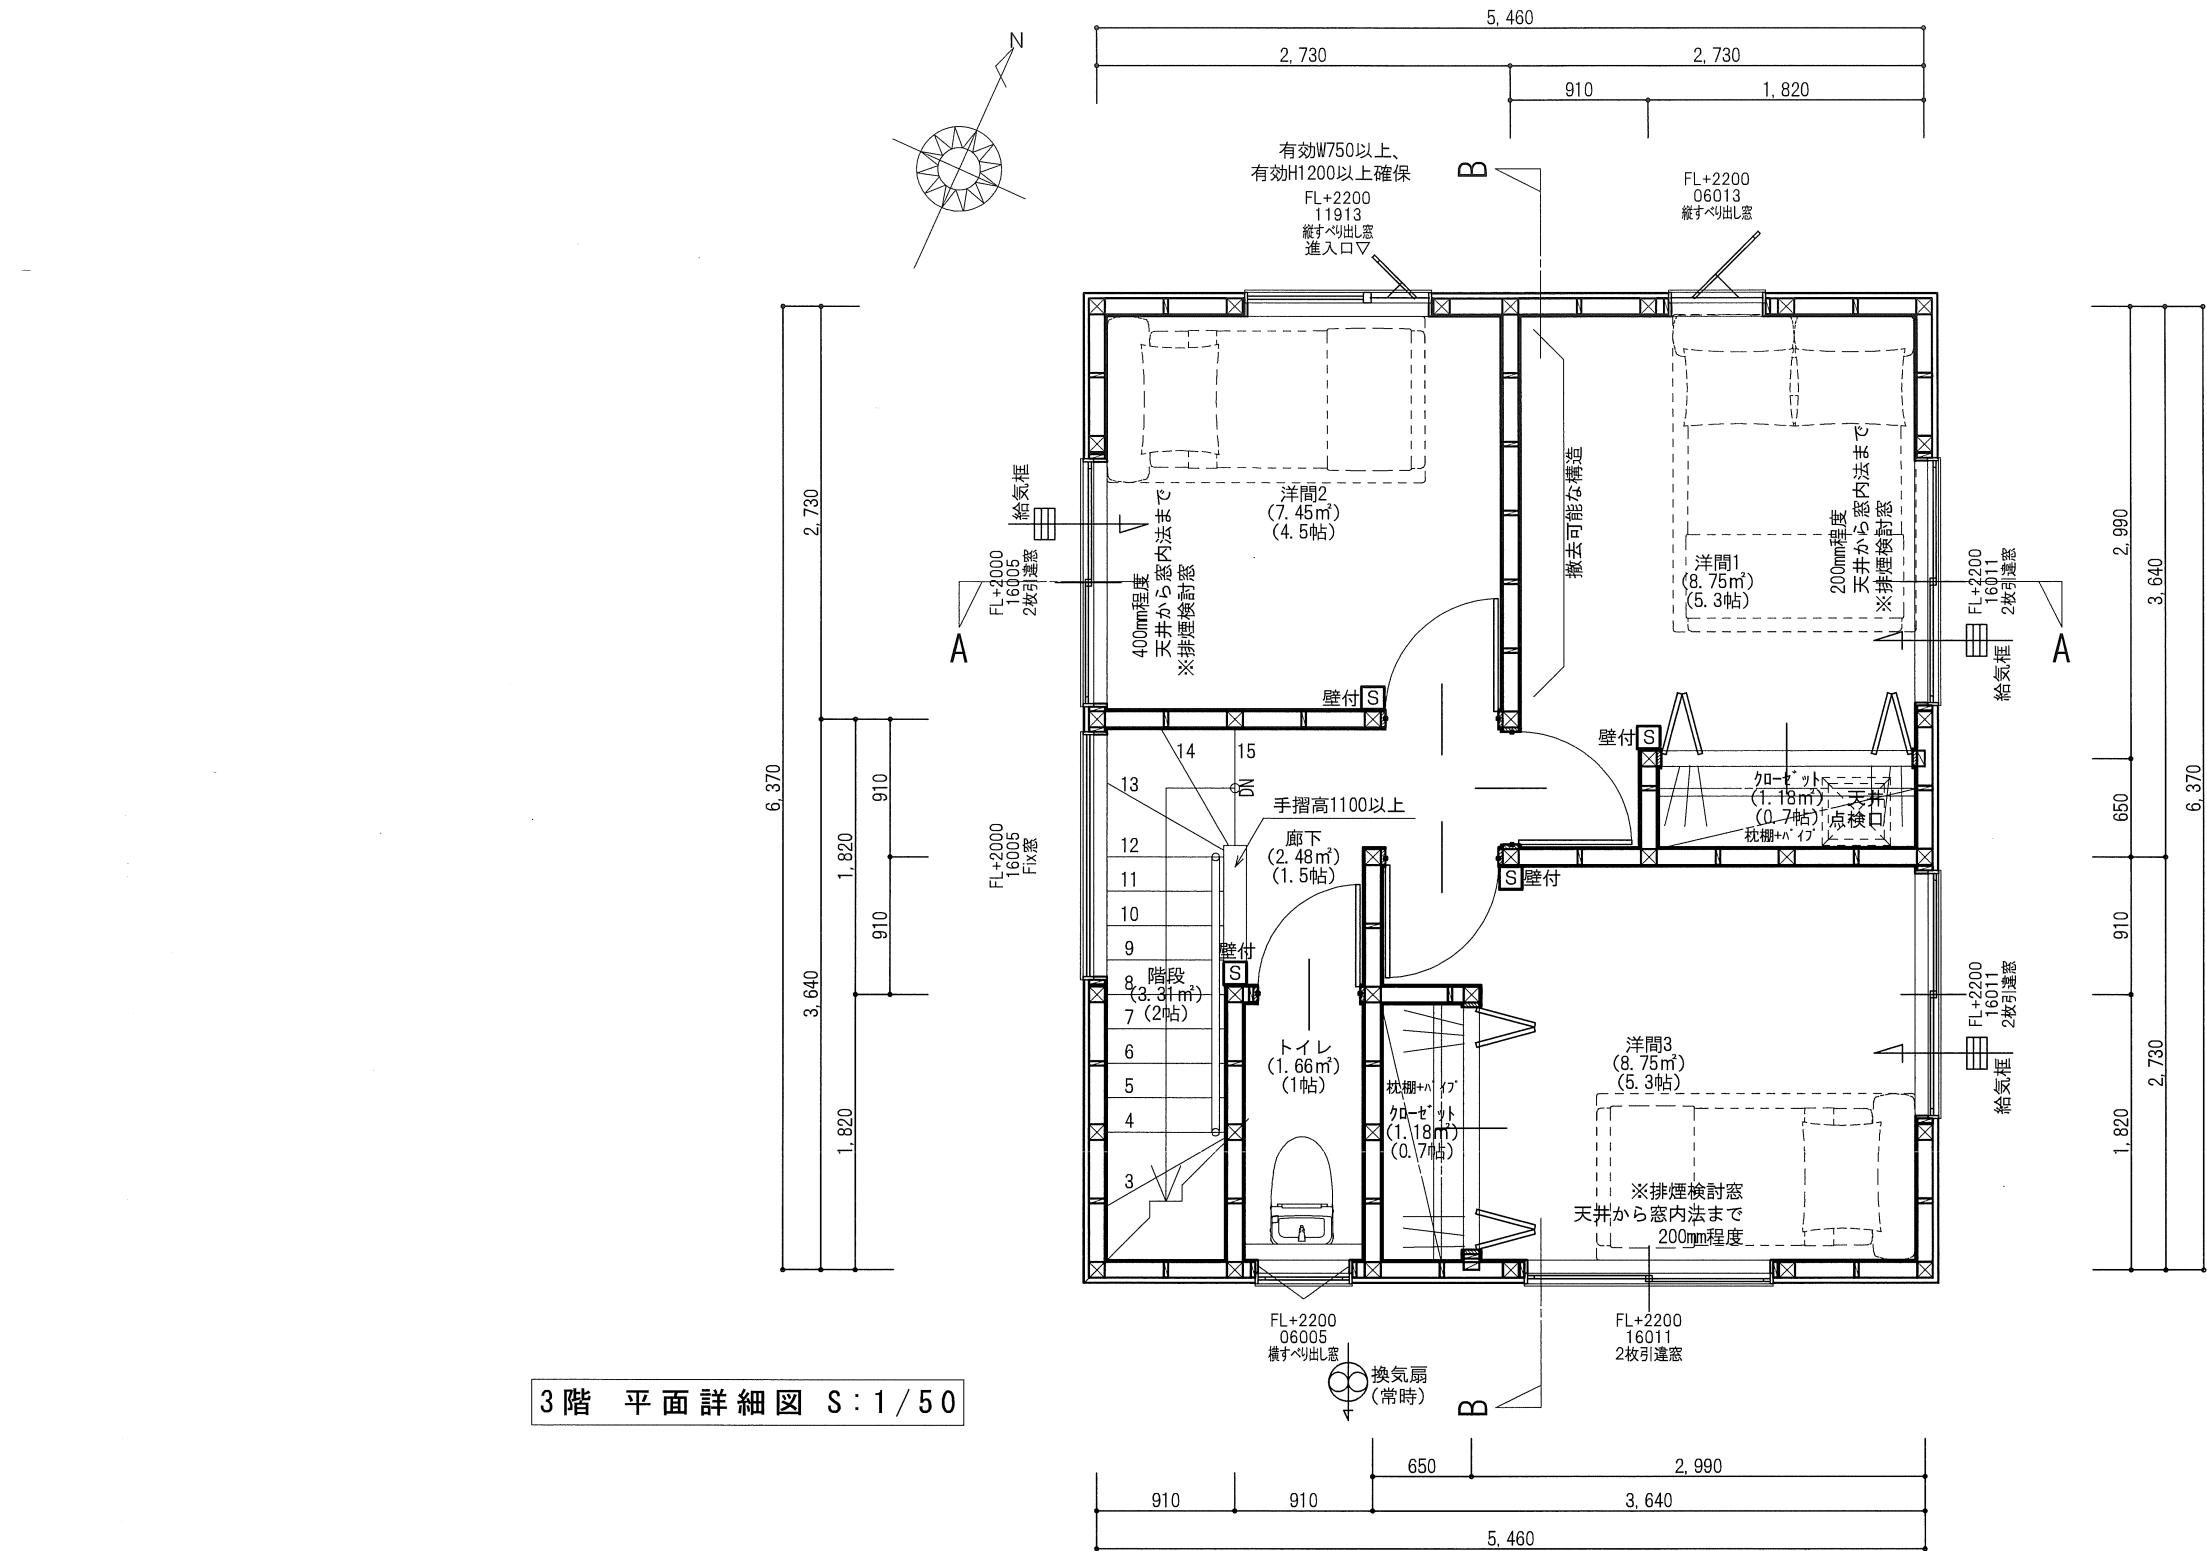 5,460
2,730
2,730
910
1,820
N
有効W750以上、
有効H1200以上確保
FL+2200
11913
縦すべり出し窓
進入口▽
B
FL+2200
06013
縦すべり出し窓
6,370
2,730
3,640
1,820
1,820
910
910
給気框
FL+2000
16005
2枚引違窓
A
400mm程度
天井から窓内法まで
※排煙検討窓
洋間2
(7.45㎡)
(4.5帖)
撤去可能な構造
洋間1
(8.75㎡)
(5.3帖)
200mm程度
天井から窓内法まで
※排煙検討窓
FL+2200
16011
2枚引違窓
給気框
A
2,990
650
910
1,820
3,640
2,730
6,370
壁付 S
壁付 S
14
15
13
DN
手摺高1100以上
クローゼット
(1.18㎡)
(0.7帖)
枕棚+パイプ
天井
点検口
FL+2000
16005
Fix窓
12
11
10
9
8
7
6
5
4
3
廊下
(2.48㎡)
(1.5帖)
S 壁付
壁付
S
階段
(3.31㎡)
(2帖)
トイレ
(1.66㎡)
(1帖)
枕棚+パイプ
クローゼット
(1.18㎡)
(0.7帖)
洋間3
(8.75㎡)
(5.3帖)
FL+2200
16011
2枚引違窓
給気框
※排煙検討窓
天井から窓内法まで
200mm程度
FL+2200
06005
横すべり出し窓
換気扇
(常時)
B
FL+2200
16011
2枚引違窓
3階 平面詳細図 S:1/50
650
2,990
910
910
3,640
5,460